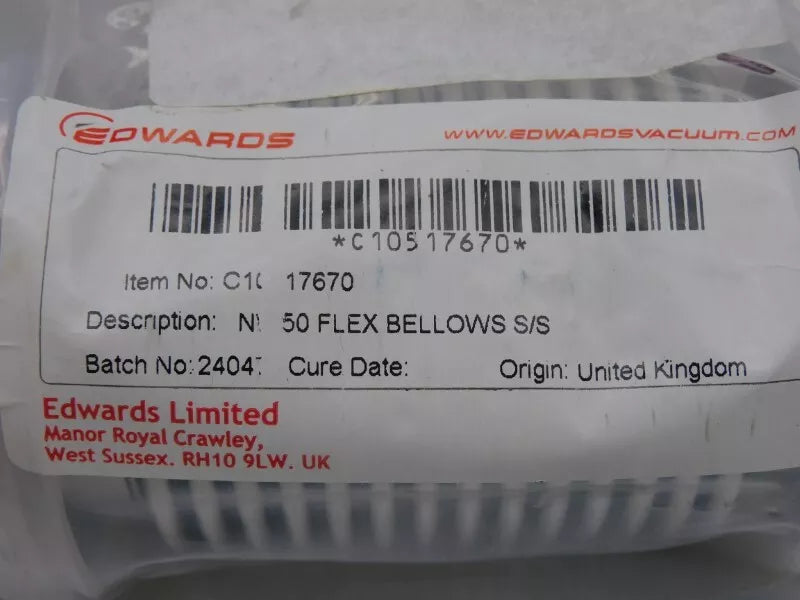 EDWARDS
WWW.EDWARDSVACUUM.COM
*C10517670*
Item No: C1 17670
Description: N 50 FLEX BELLOWS S/S
Batch No: 2404 Cure Date: Origin: United Kingdom
Edwards Limited
Manor Royal Crawley,
West Sussex. RH10 9LW. UK